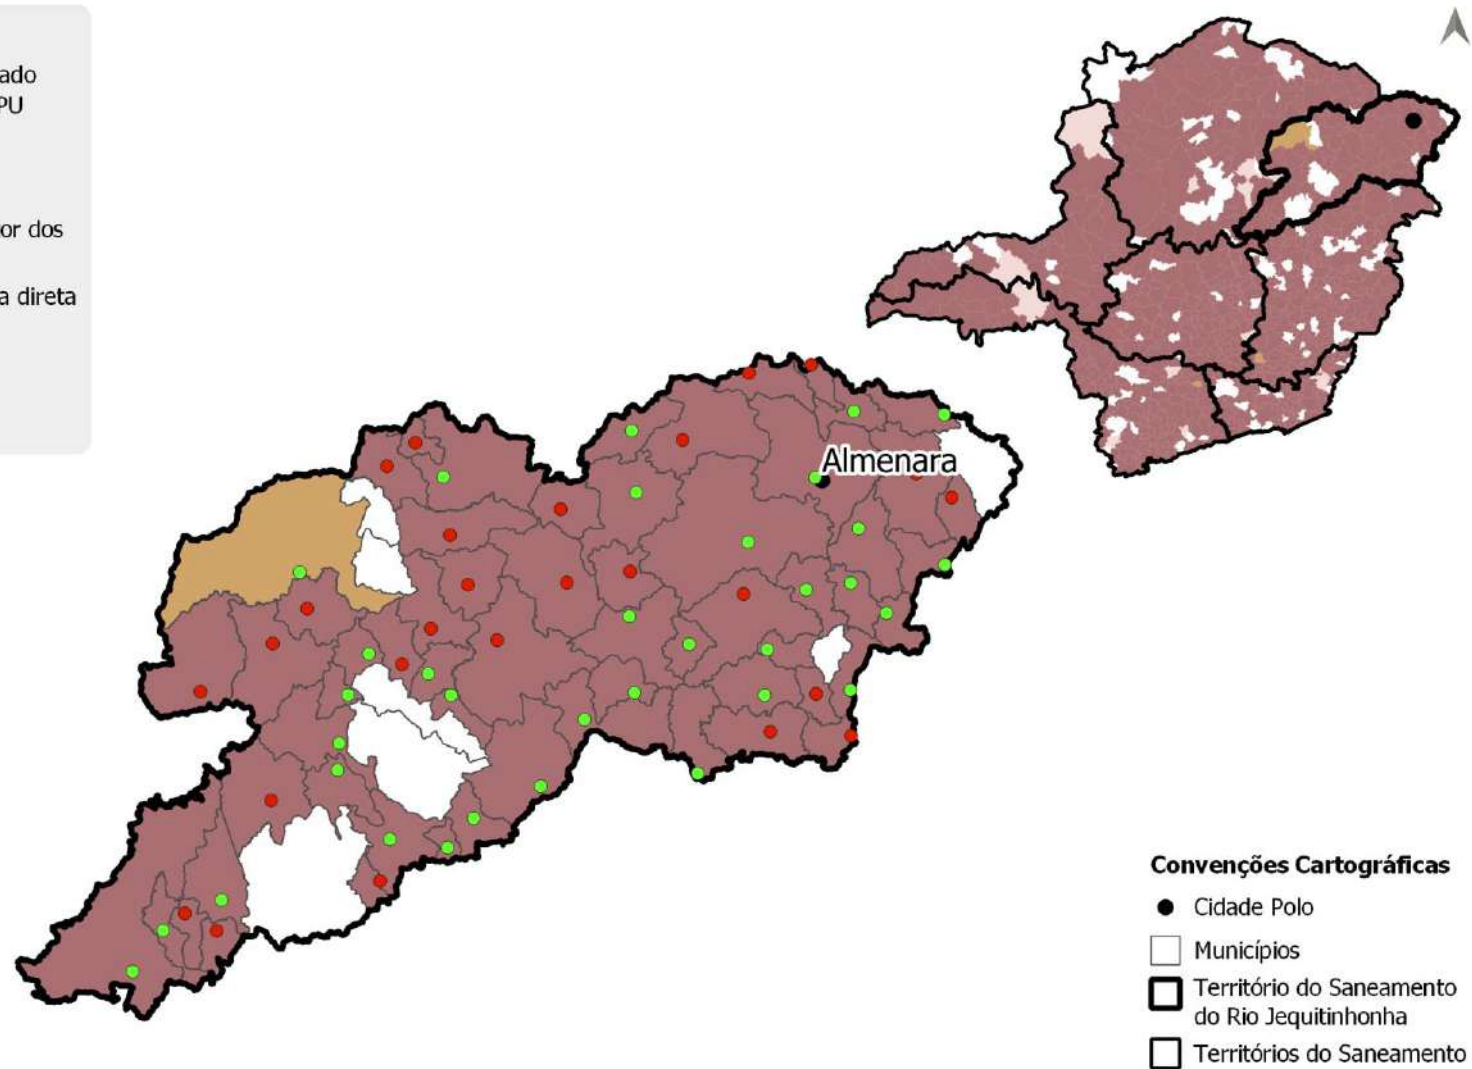 ado
PU
or dos
a direta
Almenara
Convenções Cartográficas
Cidade Polo
Municípios
Território do Saneamento
do Rio Jequitinhonha
Territórios do Saneamento